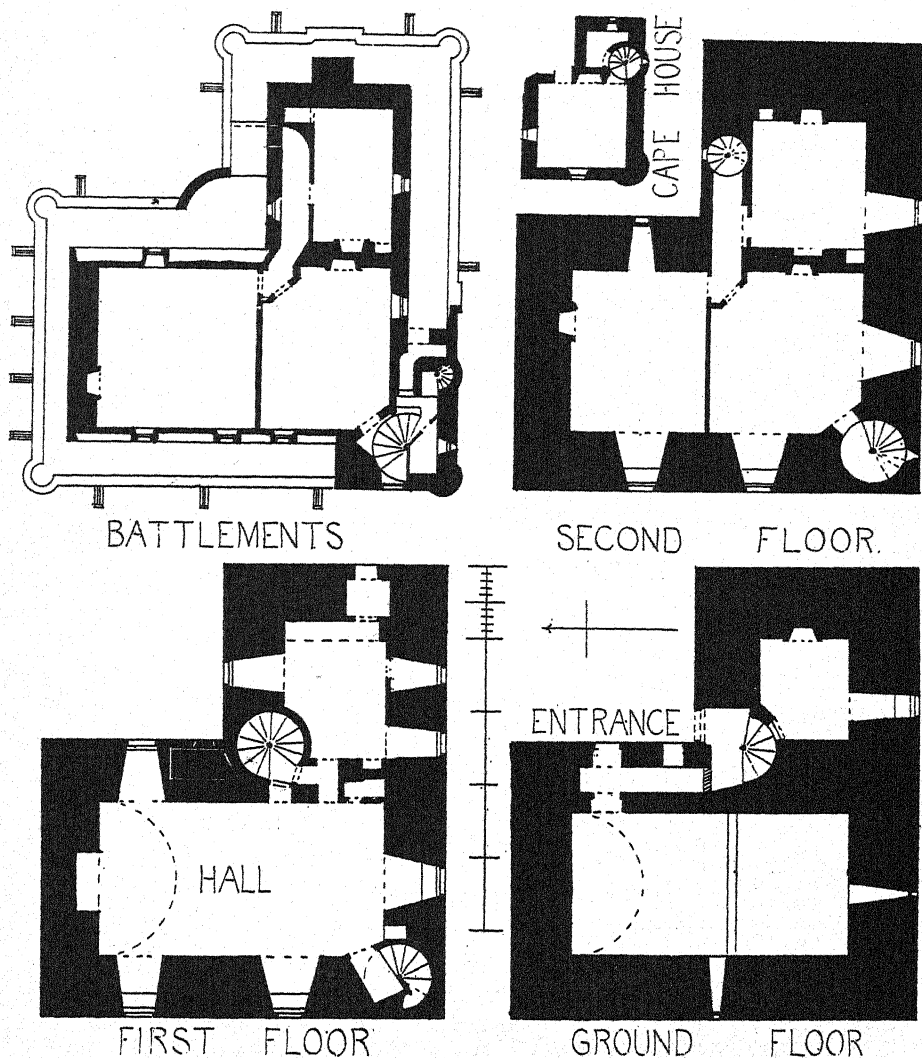 CAPE HOUSE
BATTLEMENTS
SECOND FLOOR.
ENTRANCE
HALL
FIRST FLOOR
GROUND FLOOR